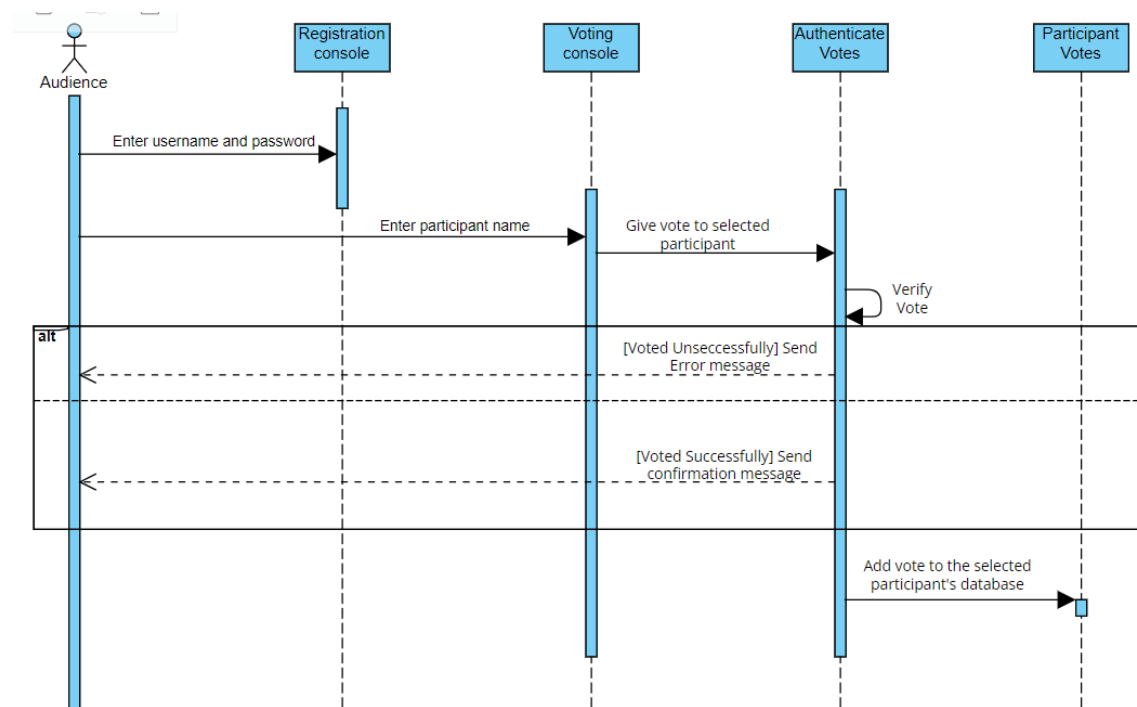 Registration
console
Voting
console
Authenticate
Votes
Participant
Votes
Audience
Enter username and password
Enter participant name
Give vote to selected
participant
Verify
Vote
alt
[Voted Unseccessfully] Send
Error message
[Voted Successfully] Send
confirmation message
Add vote to the selected
participant's database